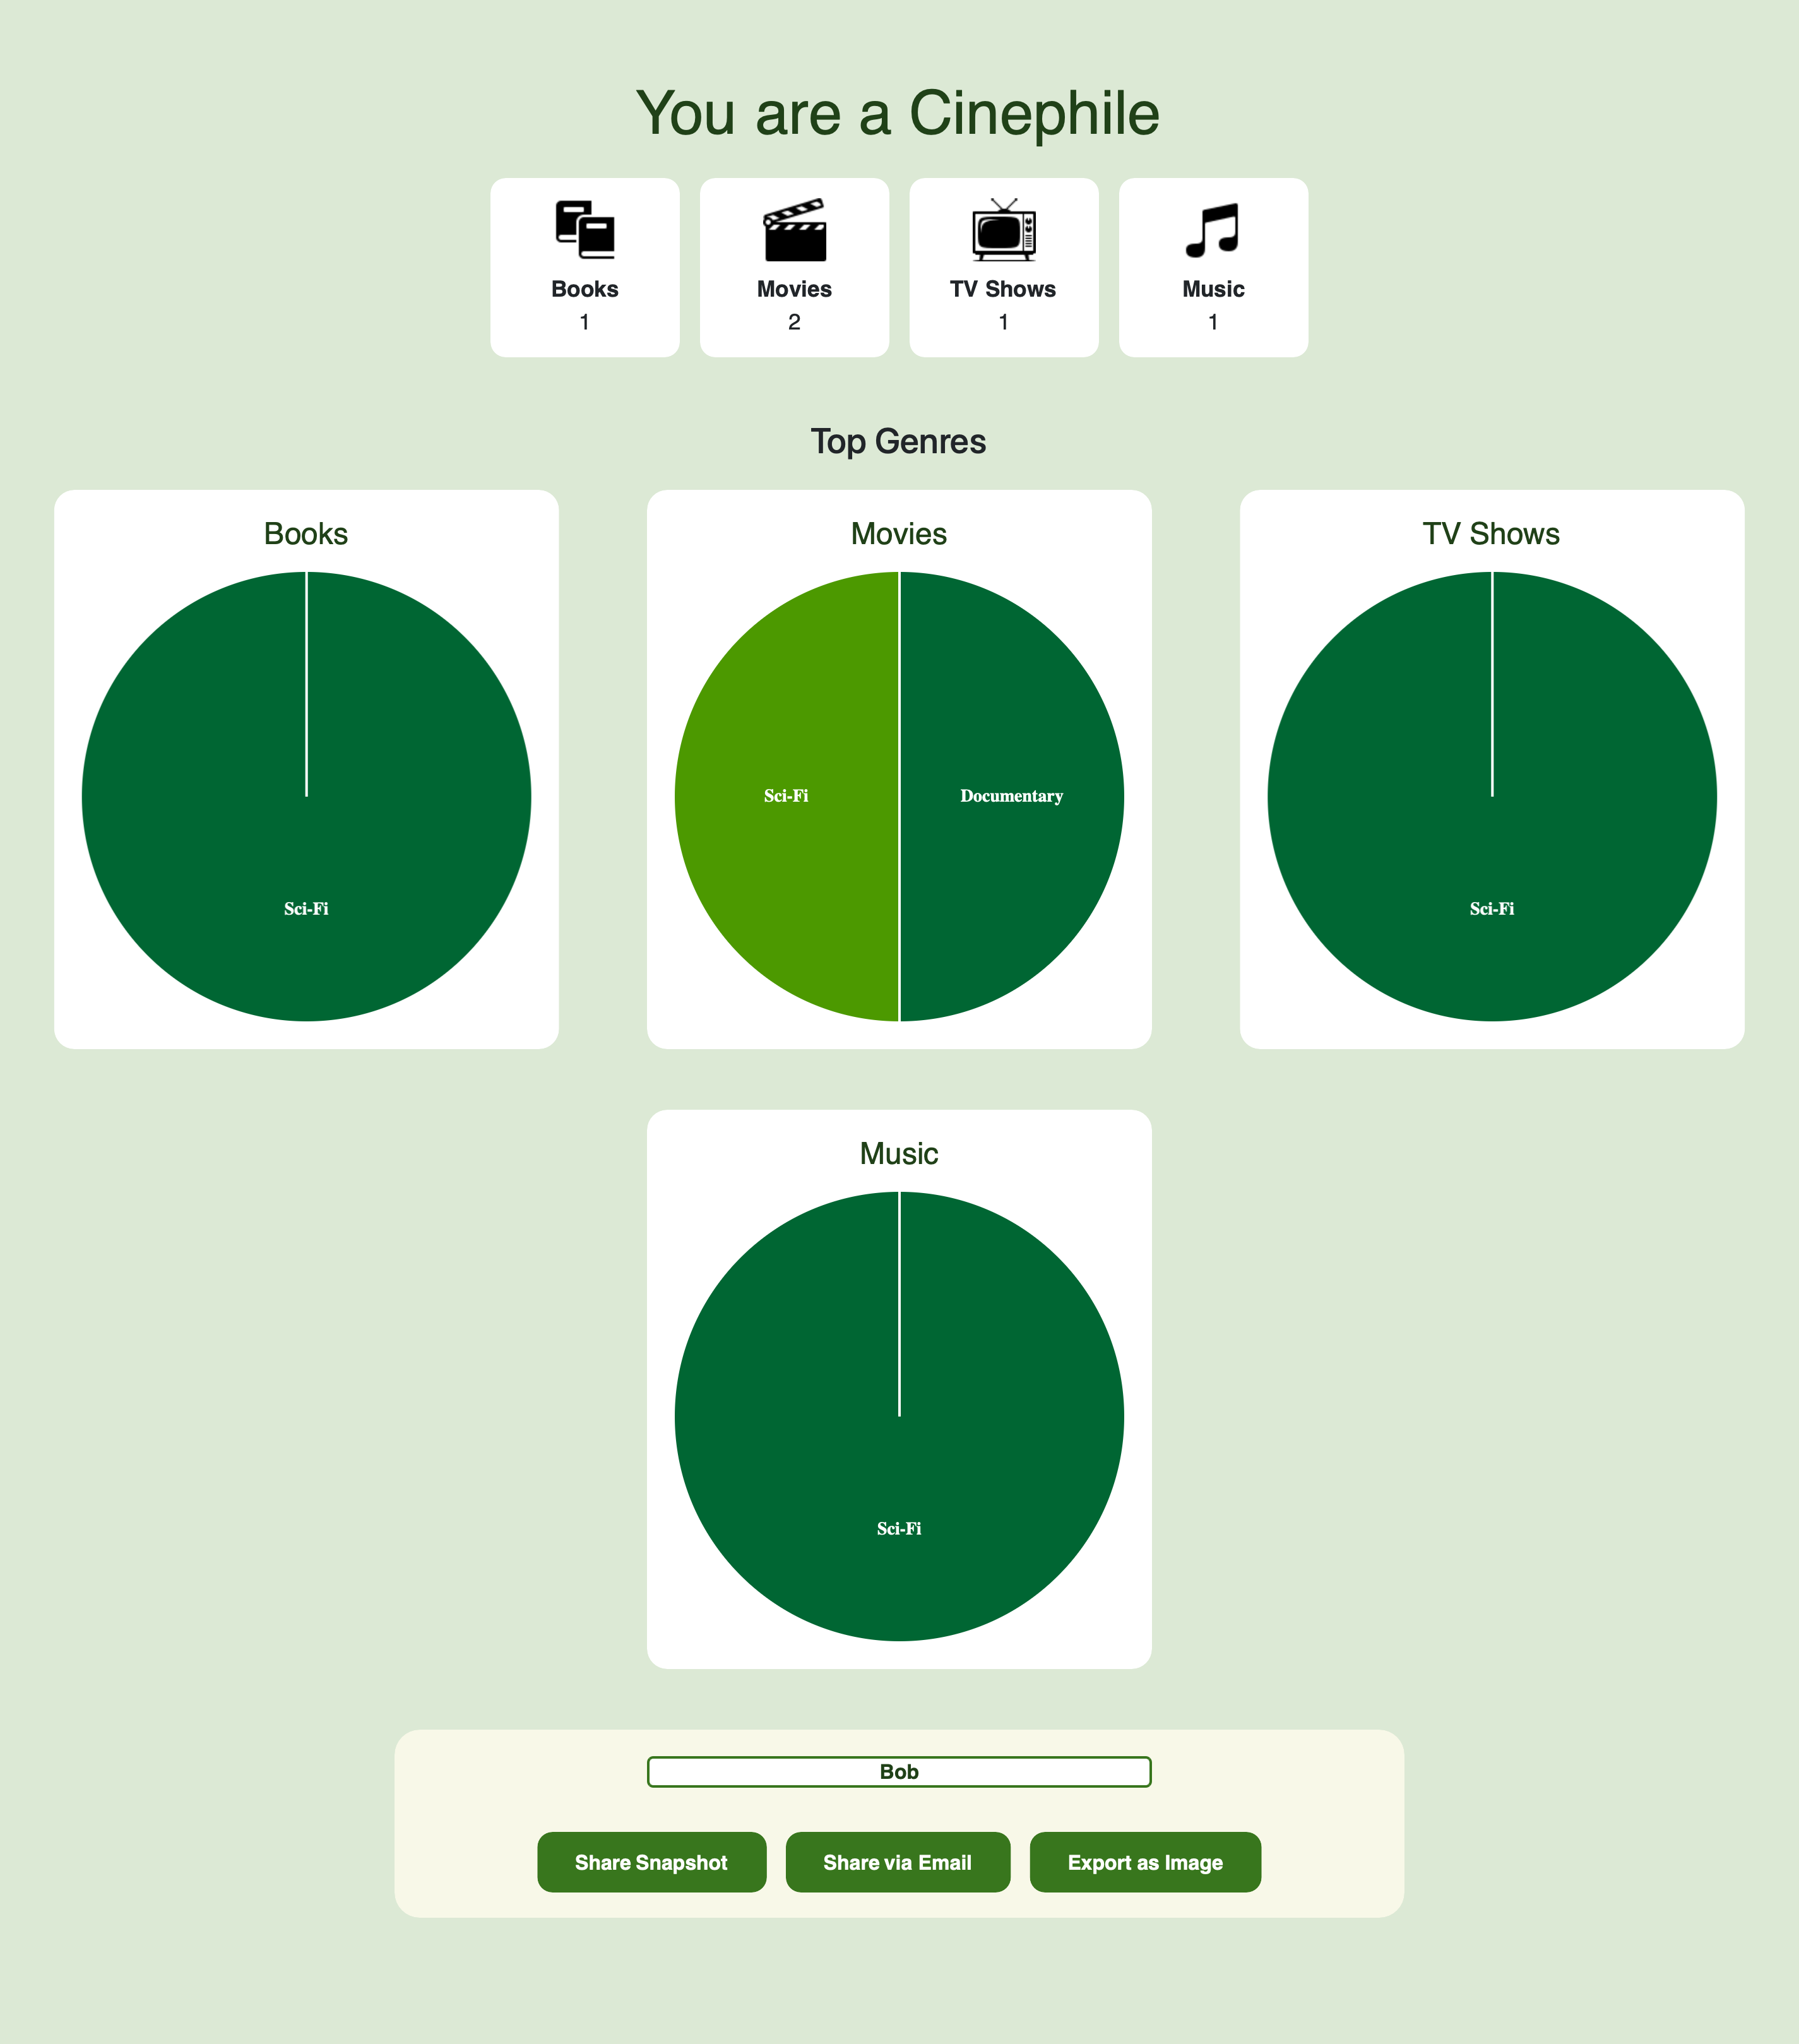 You are a Cinephile
Books
1
Movies
2
TV Shows
1
Music
1
Top Genres
Books
Sci-Fi
Movies
Sci-Fi
Documentary
TV Shows
Sci-Fi
Music
Sci-Fi
Bob
Share Snapshot
Share via Email
Export as Image